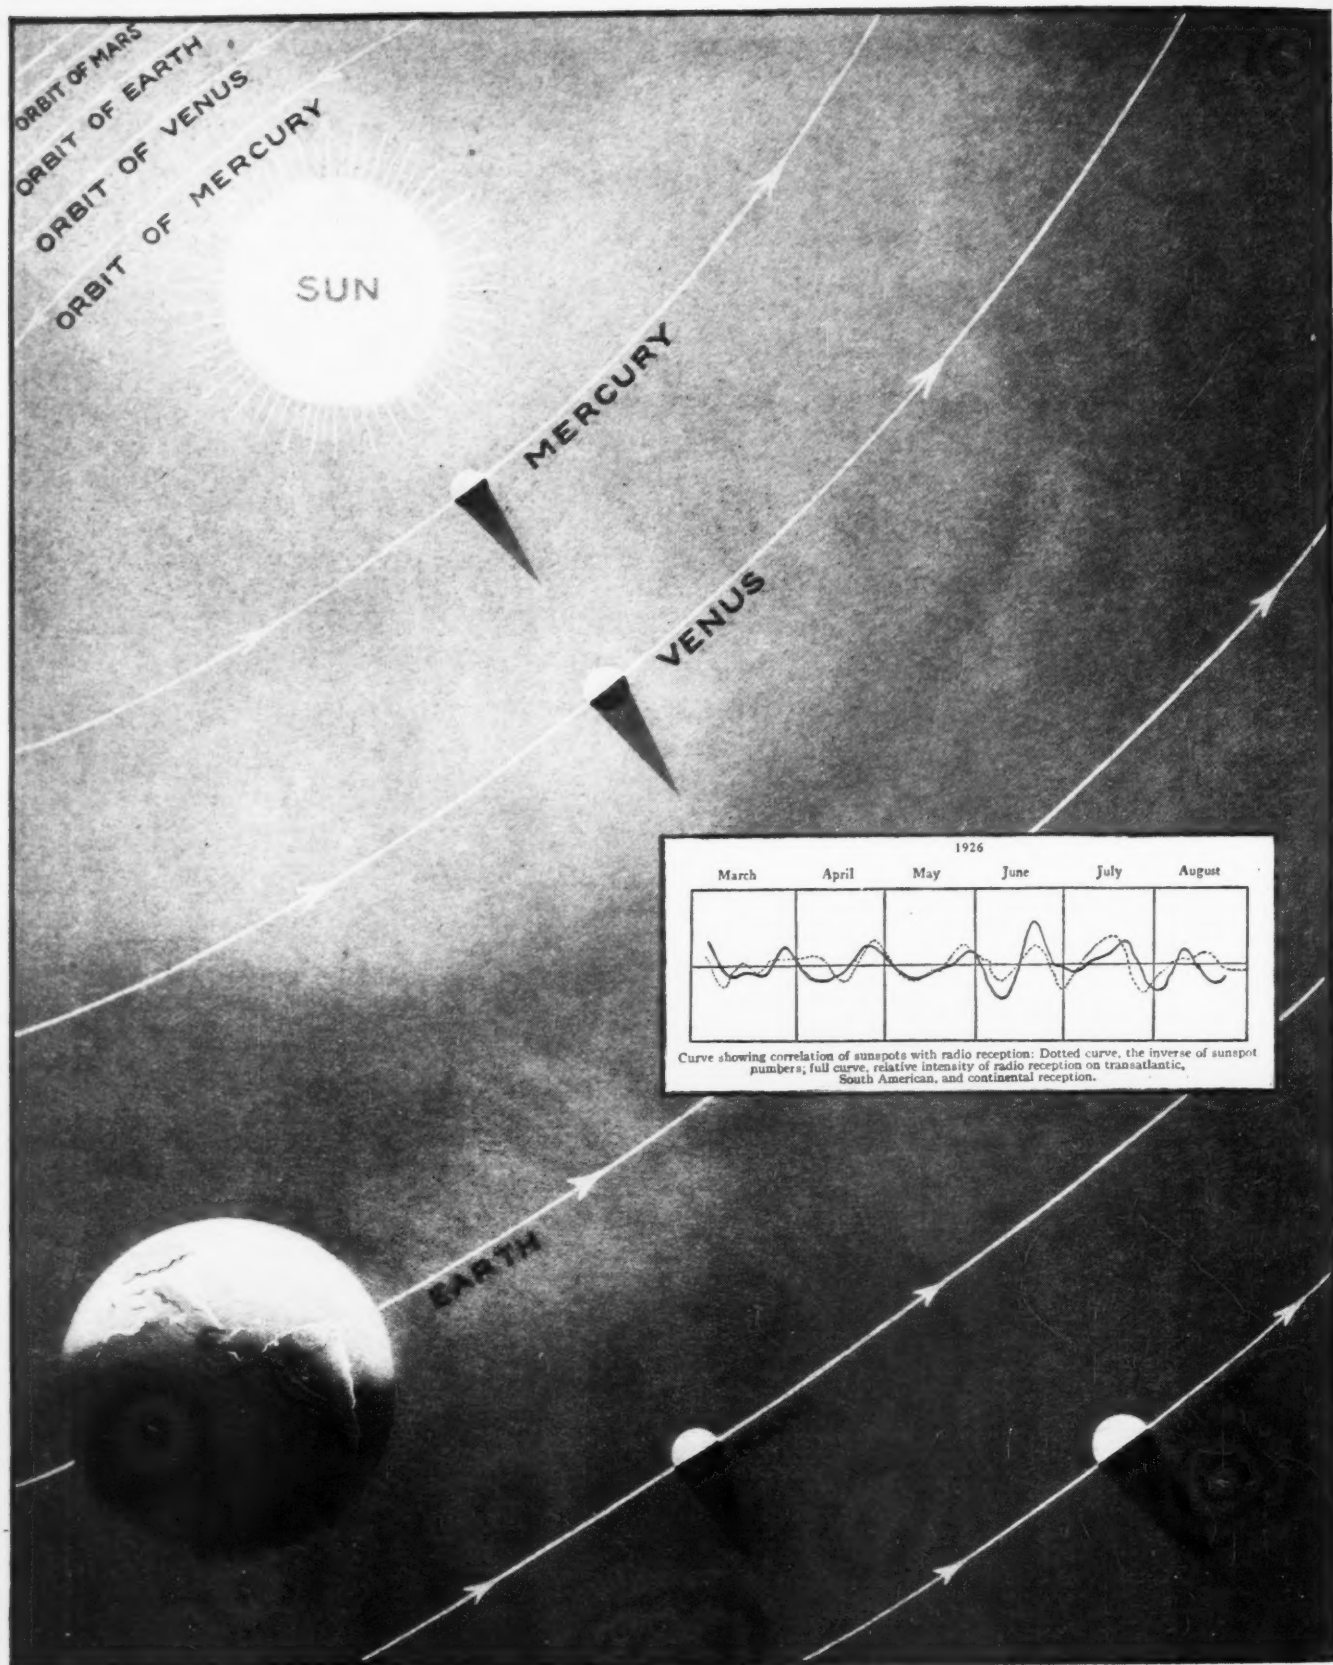 ORBIT OF MARS
ORBIT OF EARTH
ORBIT OF VENUS
ORBIT OF MERCURY
SUN
MERCURY
VENUS
1926
March April May June July August
Curve showing correlation of sunspots with radio reception: Dotted curve, the inverse of sunspot
numbers; full curve, relative intensity of radio reception on transatlantic,
South American, and continental reception.
EARTH